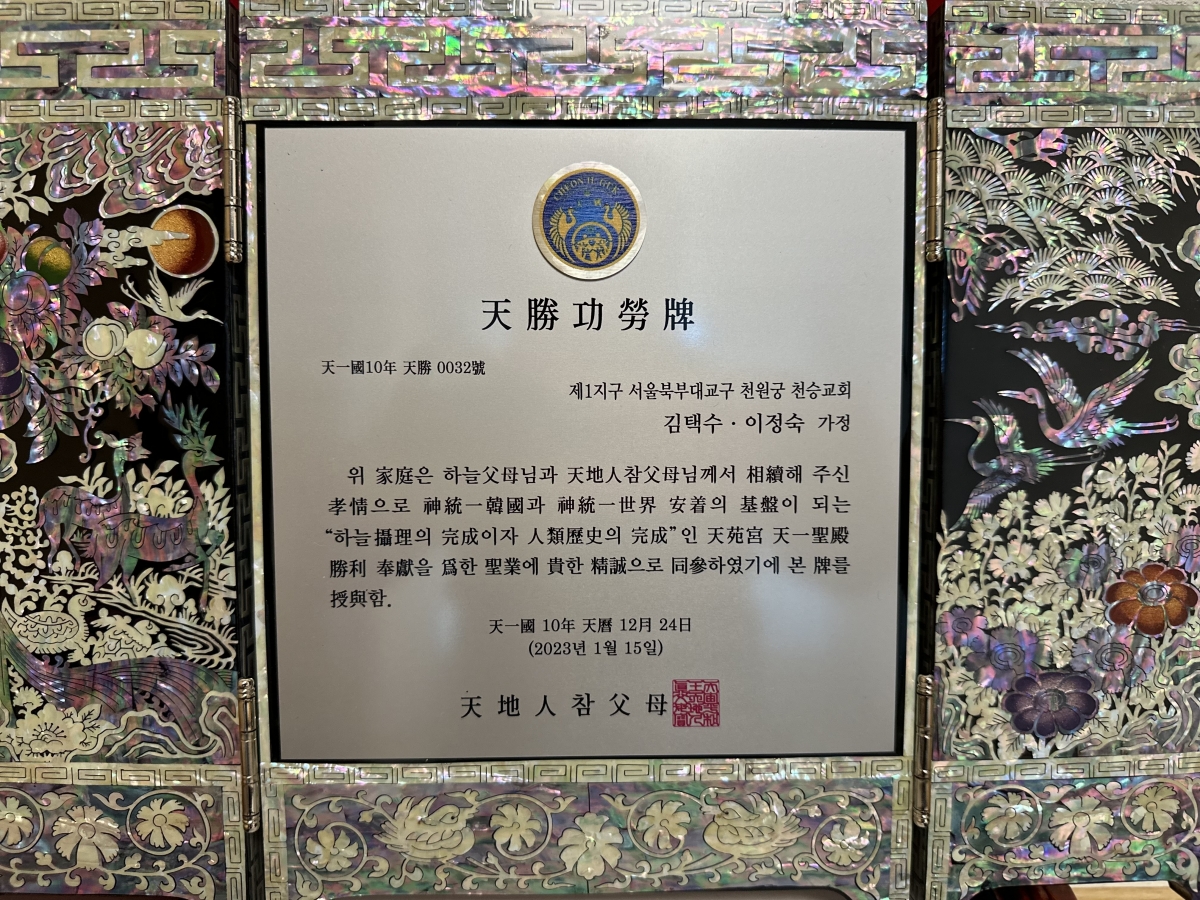 CHEON IL GUK
天勝功勞牌
天一國10年 天勝 0032號
제1지구 서울북부대교구 천원궁 천승교회
김택수 · 이정숙 가정
위 家庭은 하늘父母님과 天地人참父母님께서 相續해 주신
孝情으로 神統一韓國과 神統一世界 安着의 基盤이 되는
“하늘攝理의 完成이자 人類歷史의 完成”인 天苑宮 天一聖殿
勝利 奉獻을 爲한 聖業에 貴한 精誠으로 同參하였기에 본 牌를
授與함.
天一國 10年 天曆 12月 24日
(2023년 1월 15일)
天地人참父母